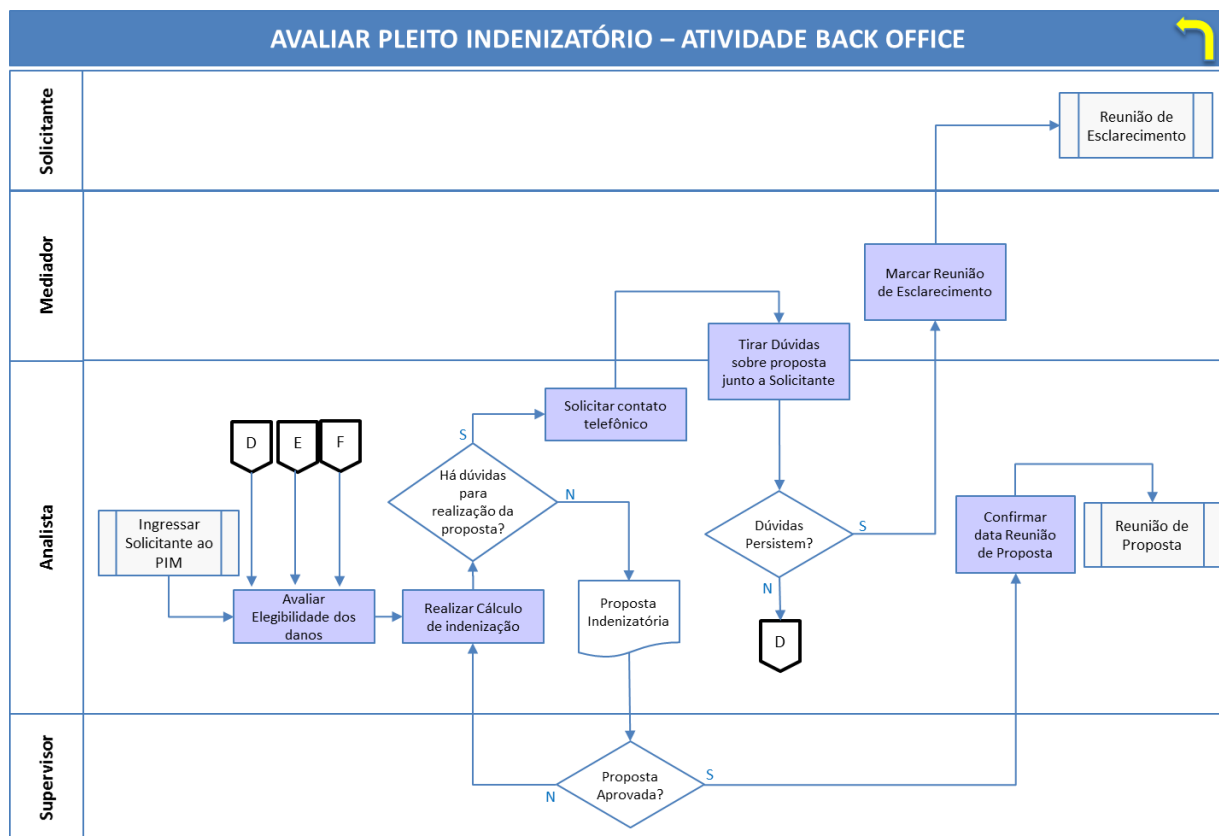 AVALIAR PLEITO INDENIZATÓRIO – ATIVIDADE BACK OFFICE
Solicitante
Reunião de
Esclarecimento
Mediador
Marcar Reunião
de Esclarecimento
Tirar Dúvidas
sobre proposta
junto a Solicitante
Analista
Solicitar contato
telefônico
D
E
F
S
Há dúvidas
para
realização da
proposta?
N
Ingressar
Solicitante ao
PIM
Avaliar
Elegibilidade dos
danos
Realizar Cálculo
de indenização
Proposta
Indenizatória
Dúvidas
Persistem?
S
N
D
Confirmar
data Reunião
de Proposta
Reunião de
Proposta
Supervisor
Proposta
Aprovada?
N
S